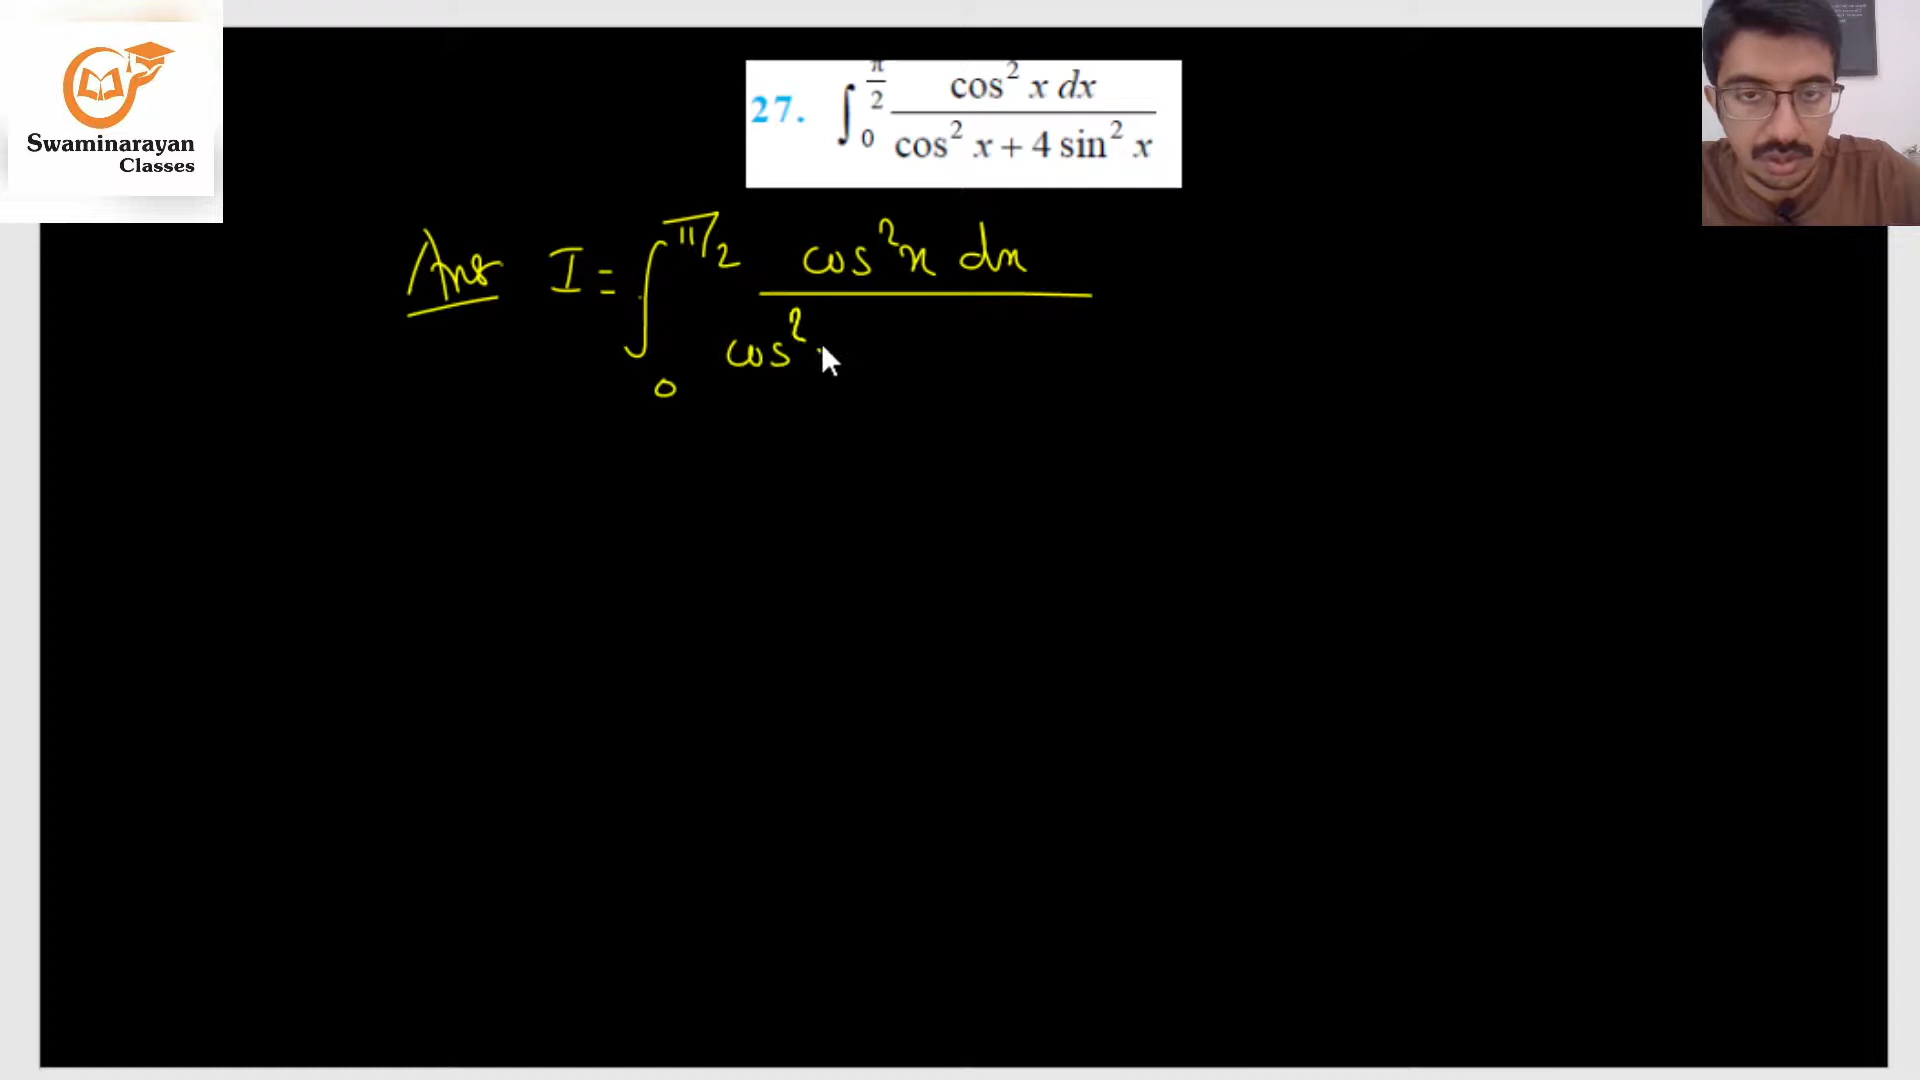 Swaminarayan
Classes
27. ∫₀^(π/2) cos² x dx / (cos² x + 4 sin² x)
Ans I = ∫₀^(π/2) cos²x dx / cos²